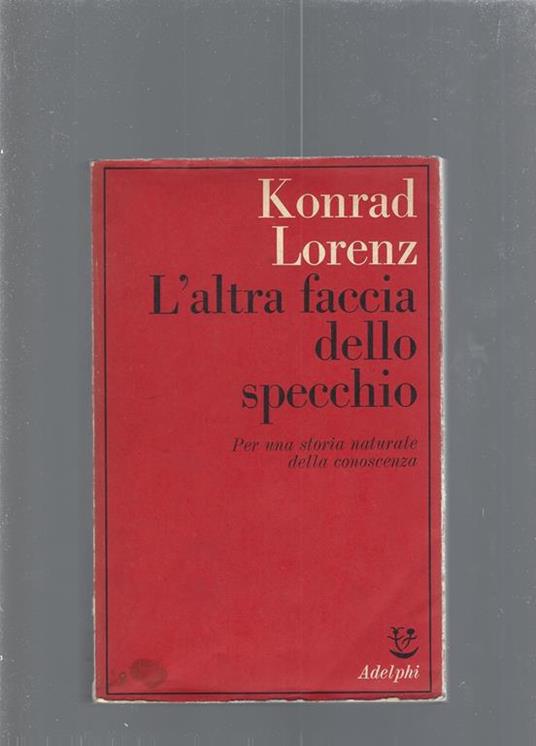 Konrad
Lorenz
L'altra faccia
dello
specchio
Per una storia naturale
della conoscenza
Adelphi